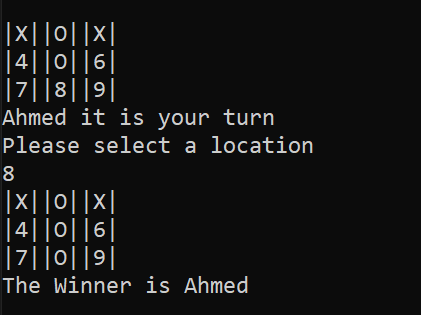 |X||O||X|
|4||O||6|
|7||8||9|
Ahmed it is your turn
Please select a location
8
|X||O||X|
|4||O||6|
|7||O||9|
The Winner is Ahmed